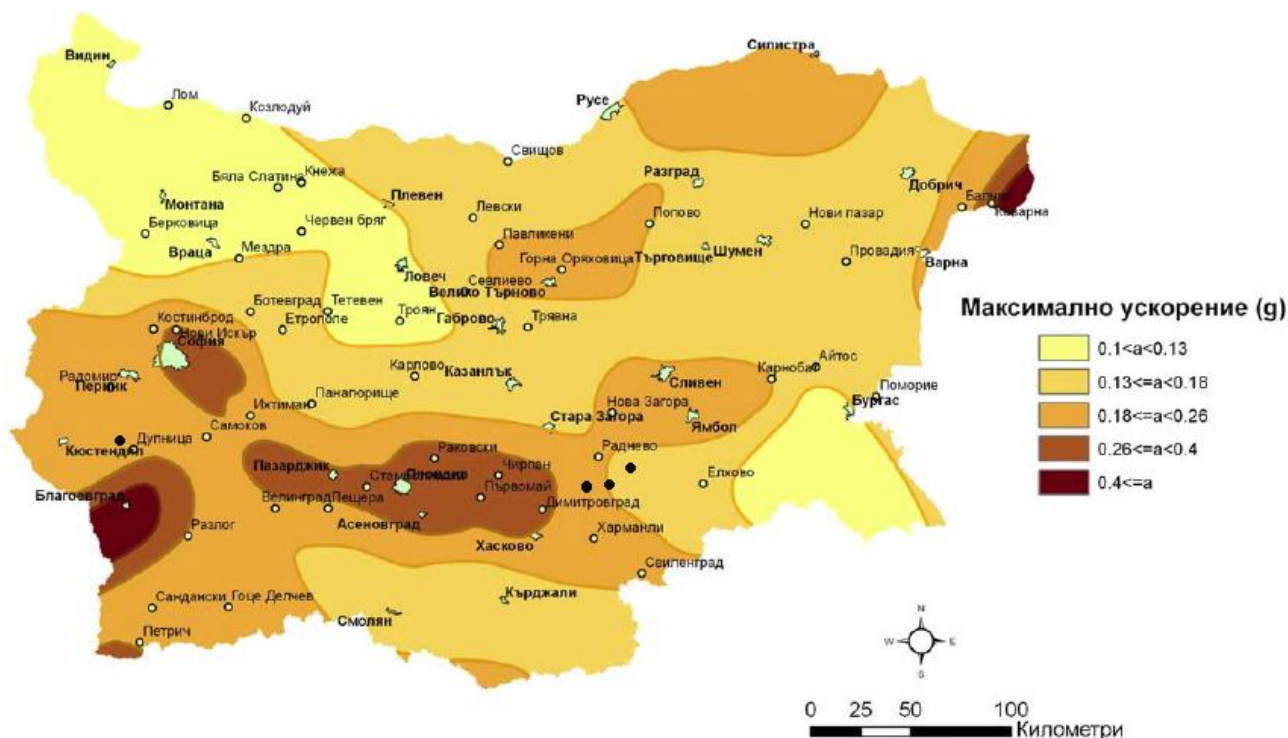 Видин
Силистра
Лом
Козлодуй
Русе
Свищов
Бяла Слатина
Кнежа
Плевен
Разград
Добрич
Балчик
Каварна
Монтана
Берковица
Червен бряг
Левски
Попово
Нови пазар
Павликени
Враца
Мездра
Горна Оряховица
Търговище
Шумен
Провадия
Варна
Ловеч
Севлиево
Велико Търново
Ботевград
Тетевен
Троян
Габрово
Трявна
Костинброд
Нови Искър
Етрополе
София
Максимално ускорение (g)
0.1<a<0.13
0.13<=a<0.18
0.18<=a<0.26
0.26<=a<0.4
0.4<=a
Радомир
Перник
Карлово
Казанлък
Сливен
Карнобат
Айтос
Поморие
Бургас
Панагюрище
Ихтиман
Нова Загора
Стара Загора
Ямбол
Самоков
Дупница
Кюстендил
Раковски
Раднево
Пазарджик
Пловдив
Чирпан
Елхово
Благоевград
Велинград
Пещера
Първомай
Димитровград
Асеновград
Разлог
Хасково
Харманли
Свиленград
Сандански
Гоце Делчев
Кърджали
Смолян
Петрич
N
W
E
S
0 25 50 100
Километри